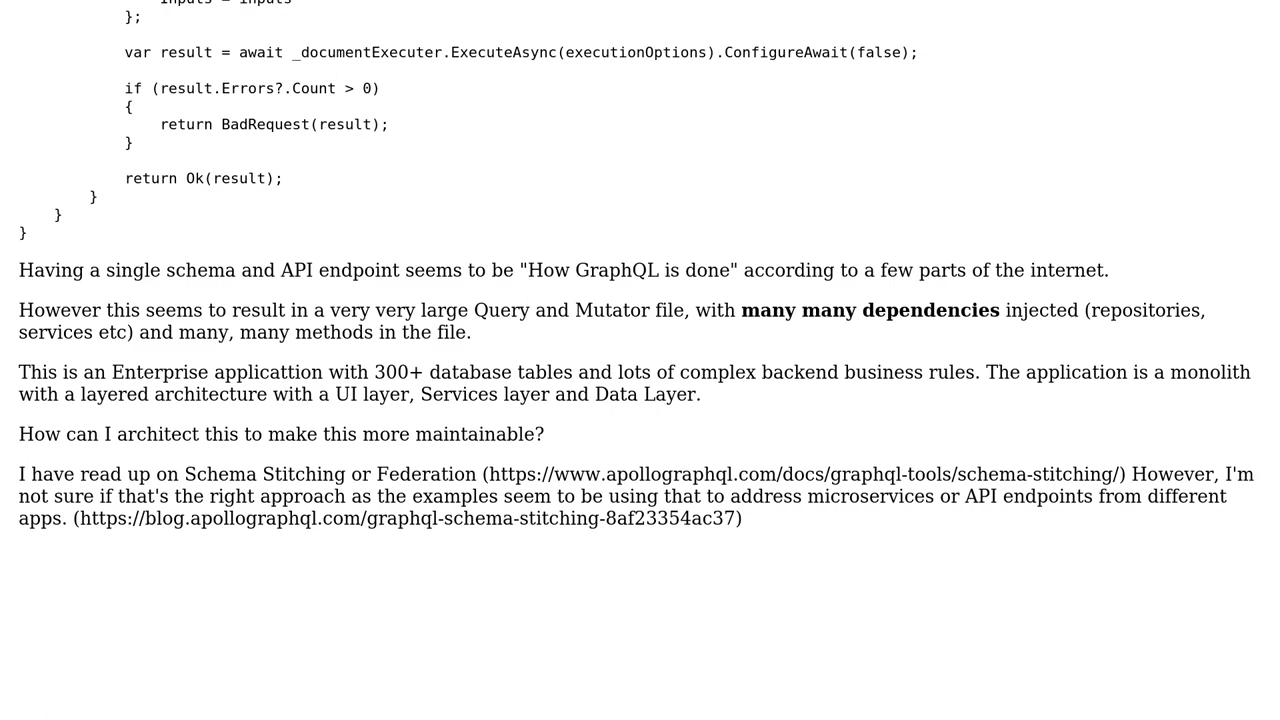 Inputs = inputs
};
var result = await _documentExecuter.ExecuteAsync(executionOptions).ConfigureAwait(false);
if (result.Errors?.Count > 0)
{
return BadRequest(result);
}
return Ok(result);
}
}
}
Having a single schema and API endpoint seems to be "How GraphQL is done" according to a few parts of the internet.
However this seems to result in a very very large Query and Mutator file, with many many dependencies injected (repositories,
services etc) and many, many methods in the file.
This is an Enterprise applicattion with 300+ database tables and lots of complex backend business rules. The application is a monolith
with a layered architecture with a UI layer, Services layer and Data Layer.
How can I architect this to make this more maintainable?
I have read up on Schema Stitching or Federation (https://www.apollographql.com/docs/graphql-tools/schema-stitching/) However, I'm
not sure if that's the right approach as the examples seem to be using that to address microservices or API endpoints from different
apps. (https://blog.apollographql.com/graphql-schema-stitching-8af23354ac37)